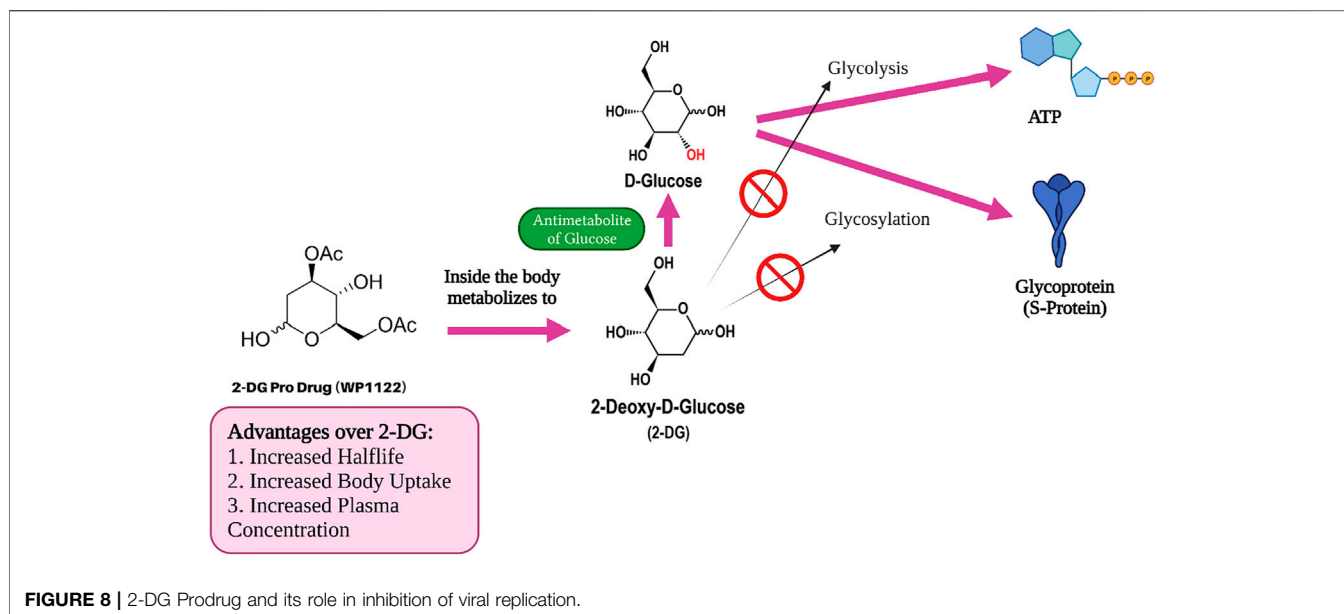 OH
O
HO
OH
HO
OH
D-Glucose
Glycolysis
P P P
ATP
Antimetabolite
of Glucose
Glycosylation
Glycoprotein
(S-Protein)
OAc
OH
HO
O
OAc
2-DG Pro Drug (WP1122)
Inside the body
metabolizes to
OH
O
HO
OH
HO
2-Deoxy-D-Glucose
(2-DG)
Advantages over 2-DG:
1. Increased Halflife
2. Increased Body Uptake
3. Increased Plasma
Concentration
FIGURE 8 | 2-DG Prodrug and its role in inhibition of viral replication.